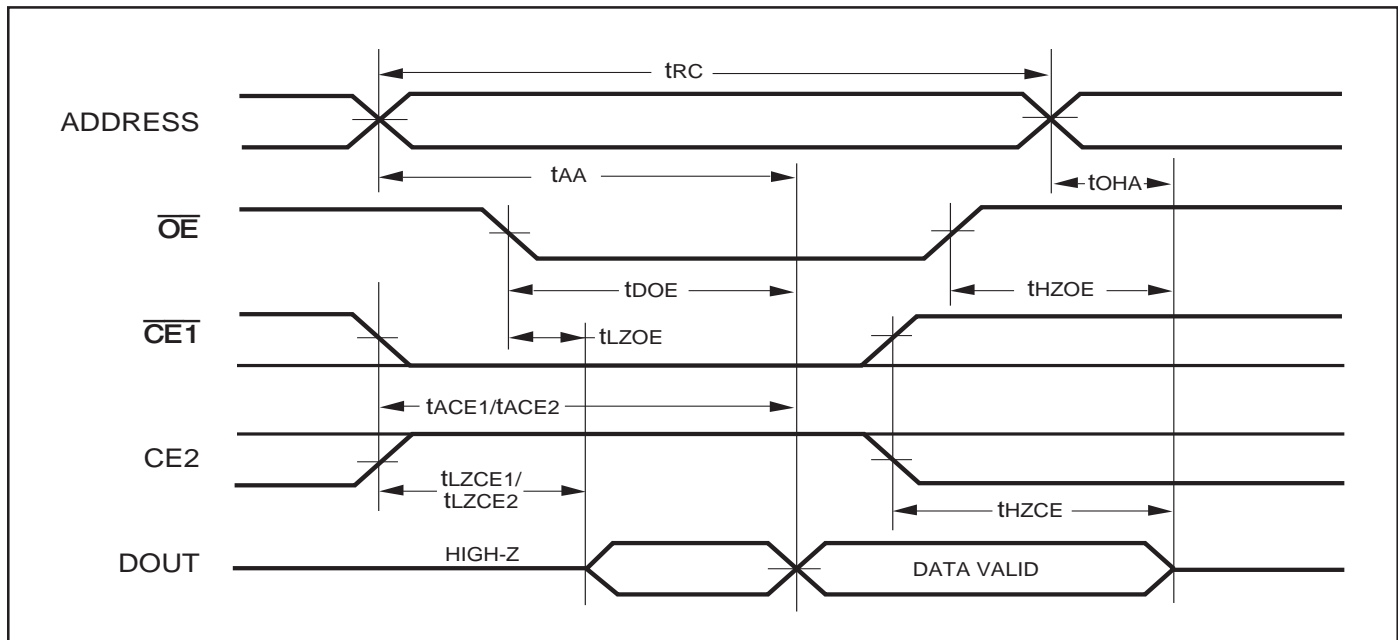 tRC
ADDRESS
tAA
tOHA
OE
tDOE
tHZOE
CE1
tLZOE
tACE1/tACE2
CE2
tLZCE1/
tLZCE2
tHZCE
DOUT
HIGH-Z
DATA VALID